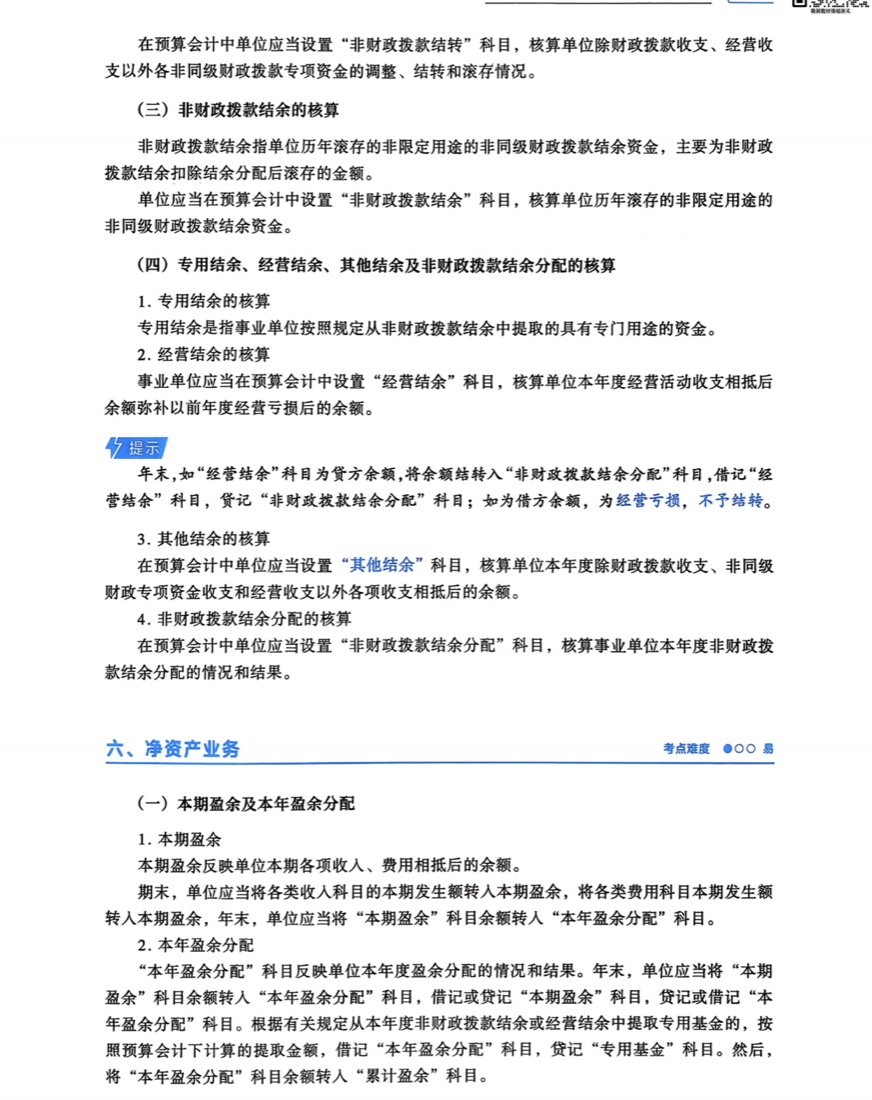 在预算会计中单位应当设置“非财政拨款结转”科目，核算单位除财政拨款收支、经营收
支以外各非同级财政拨款专项资金的调整、结转和滚存情况。
（三）非财政拨款结余的核算
非财政拨款结余指单位历年滚存的非限定用途的非同级财政拨款结余资金，主要为非财政
拨款结余扣除结余分配后滚存的金额。
单位应当在预算会计中设置“非财政拨款结余”科目，核算单位历年滚存的非限定用途的
非同级财政拨款结余资金。
（四）专用结余、经营结余、其他结余及非财政拨款结余分配的核算
1. 专用结余的核算
专用结余是指事业单位按照规定从非财政拨款结余中提取的具有专门用途的资金。
2. 经营结余的核算
事业单位应当在预算会计中设置“经营结余”科目，核算单位本年度经营活动收支相抵后
余额弥补以前年度经营亏损后的余额。
提示
年末，如“经营结余”科目为贷方余额，将余额结转入“非财政拨款结余分配”科目，借记“经
营结余”科目，贷记“非财政拨款结余分配”科目；如为借方余额，为经营亏损，不予结转。
3. 其他结余的核算
在预算会计中单位应当设置“其他结余”科目，核算单位本年度除财政拨款收支、非同级
财政专项资金收支和经营收支以外各项收支相抵后的余额。
4. 非财政拨款结余分配的核算
在预算会计中单位应当设置“非财政拨款结余分配”科目，核算事业单位本年度非财政拨
款结余分配的情况和结果。
六、净资产业务
考点难度 易
（一）本期盈余及本年盈余分配
1. 本期盈余
本期盈余反映单位本期各项收入、费用相抵后的余额。
期末，单位应当将各类收入科目的本期发生额转入本期盈余，将各类费用科目本期发生额
转入本期盈余，年末，单位应当将“本期盈余”科目余额转入“本年盈余分配”科目。
2. 本年盈余分配
“本年盈余分配”科目反映单位本年度盈余分配的情况和结果。年末，单位应当将“本期
盈余”科目余额转入“本年盈余分配”科目，借记或贷记“本期盈余”科目，贷记或借记“本
年盈余分配”科目。根据有关规定从本年度非财政拨款结余或经营结余中提取专用基金的，按
照预算会计下计算的提取金额，借记“本年盈余分配”科目，贷记“专用基金”科目。然后，
将“本年盈余分配”科目余额转入“累计盈余”科目。